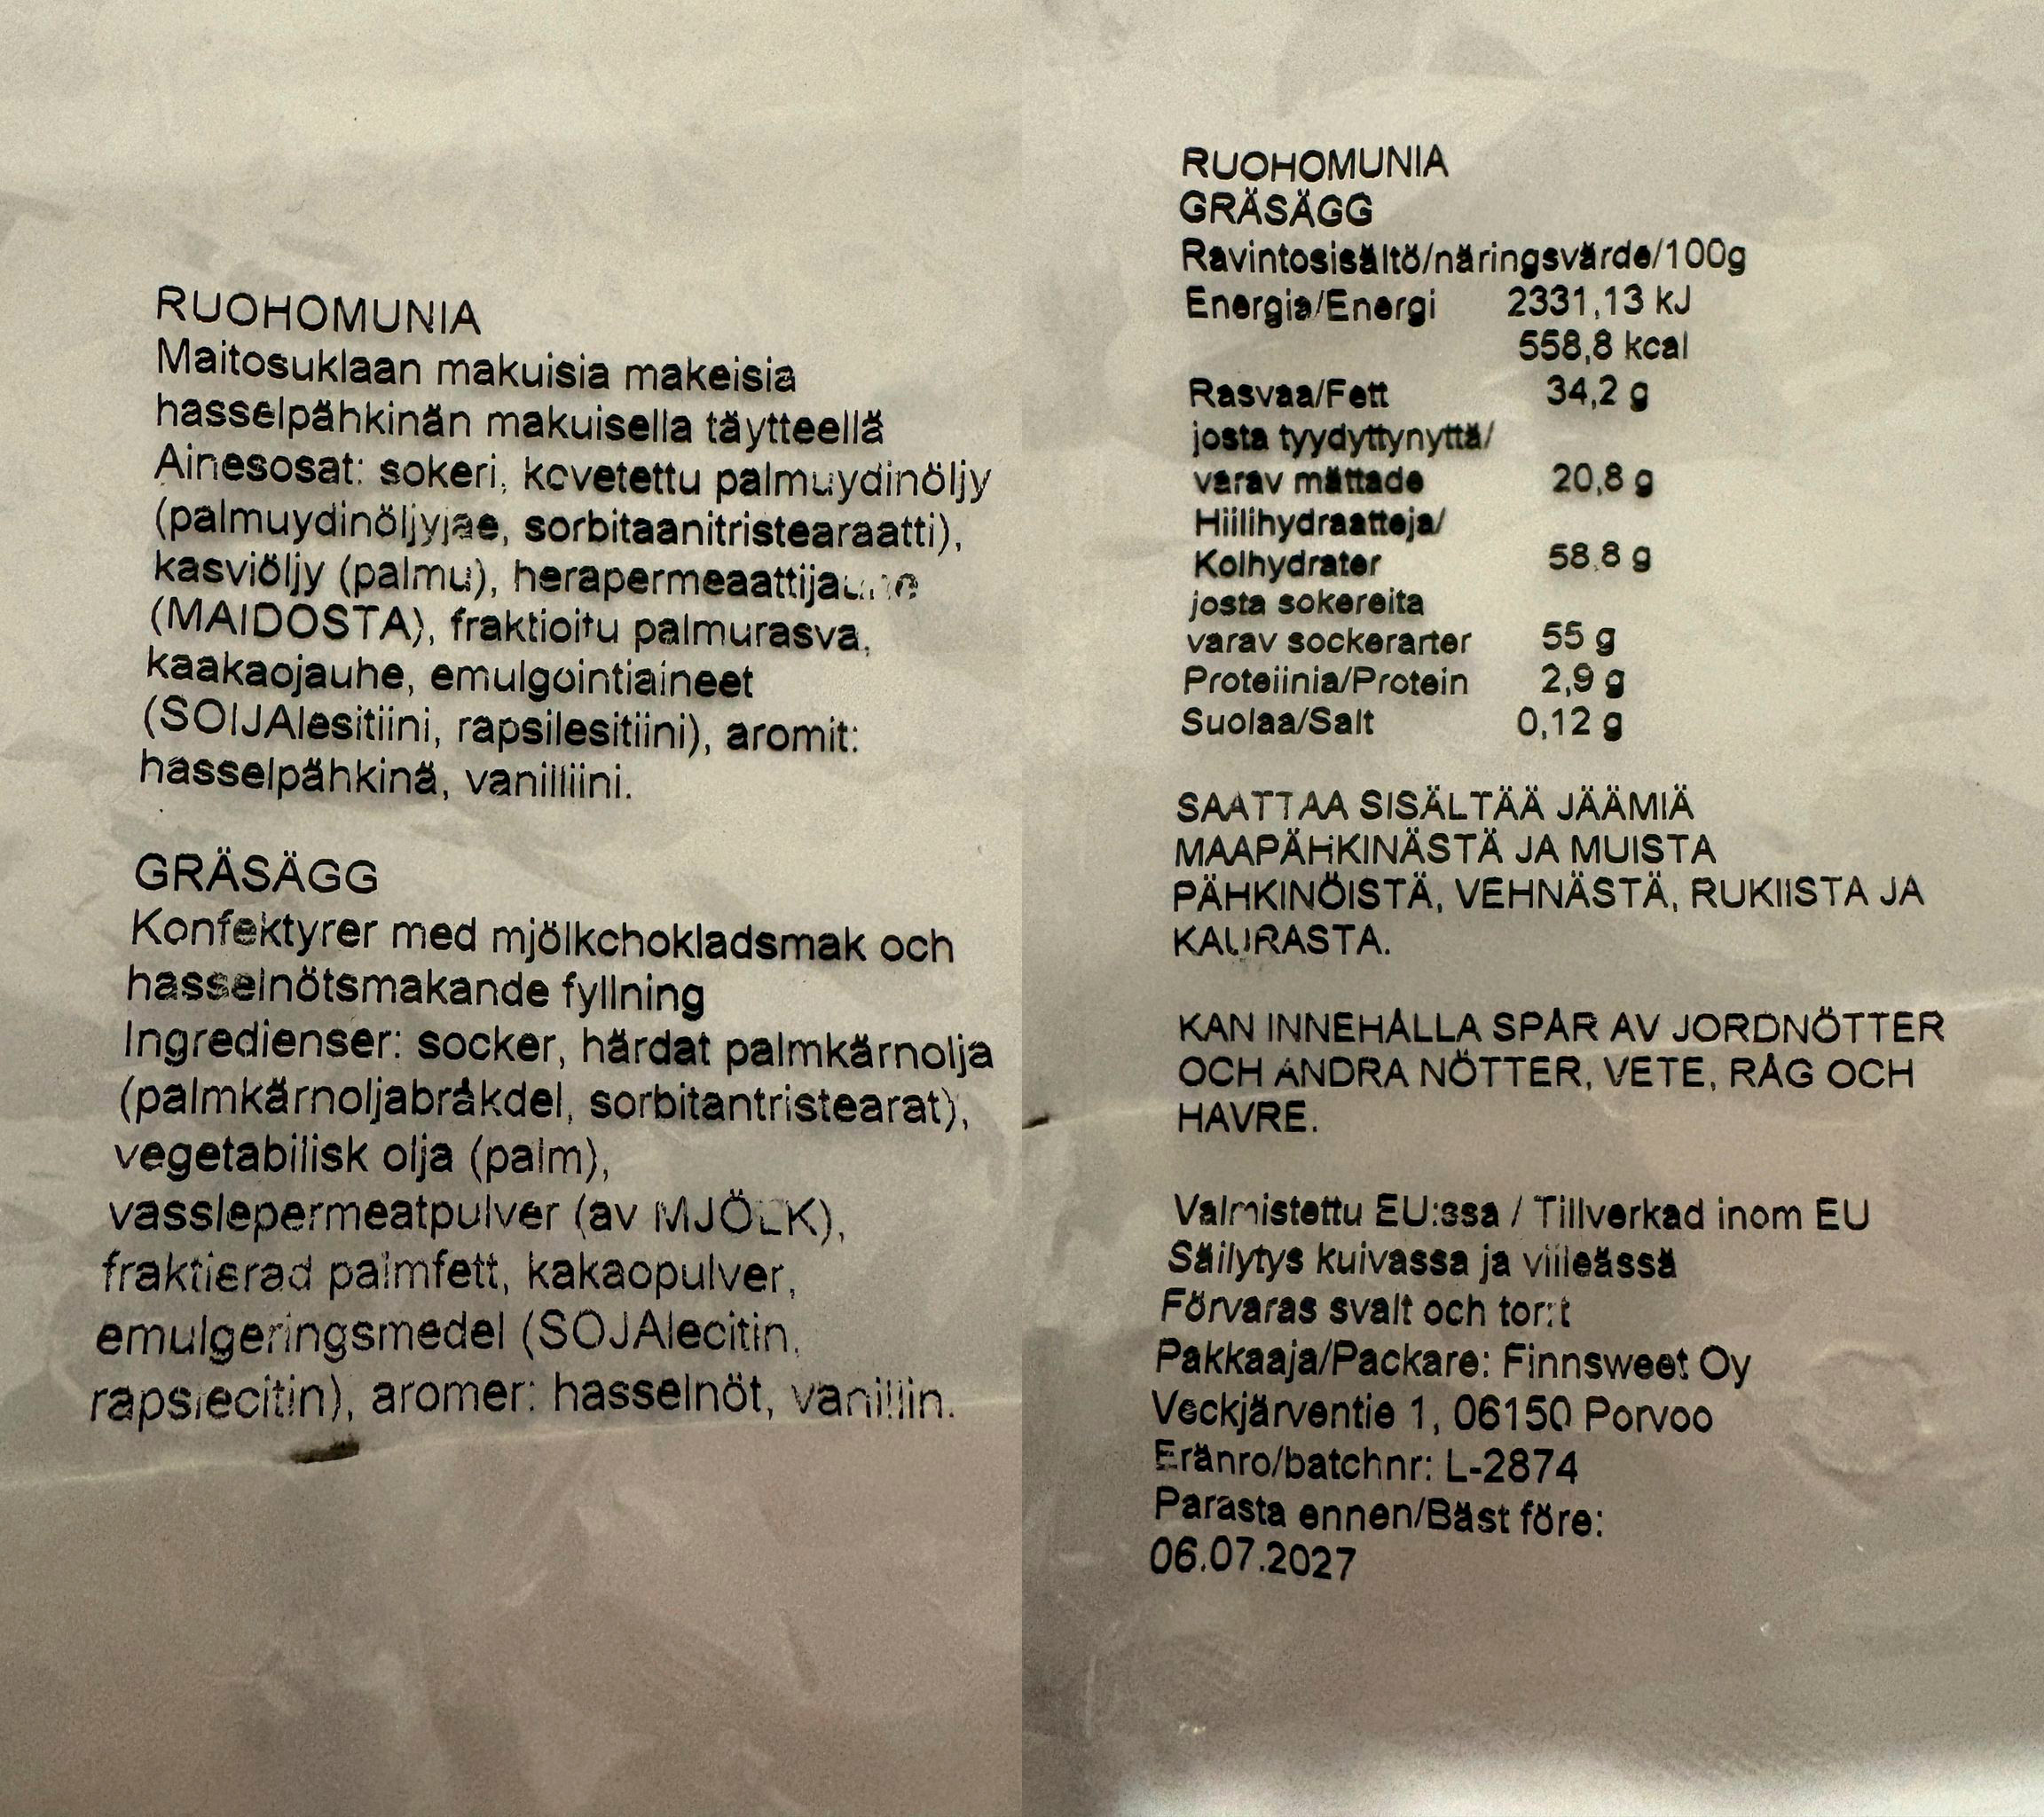 RUOHOMUNIA
Maitosuklaan makuisia makeisia
hasselpähkinän makuisella täytteellä
Ainesosat: sokeri, kovetettu palmuydinöljy
(palmuydinöljyjae, sorbitaanitristearaatti),
kasviöljy (palmu), herapermeaattijauhe
(MAIDOSTA), fraktioitu palmurasva,
kaakaojauhe, emulgointiaineet
(SOIJAlesitiini, rapsilesitiini), aromit:
hasselpähkinä, vanilliini.
GRÄSÄGG
Konfektyrer med mjölkchokladsmak och
hasselnötsmakande fyllning
Ingredienser: socker, härdat palmkärnolja
(palmkärnoljabråkdel, sorbitantristearat),
vegetabilisk olja (palm),
vasslepermeatpulver (av MJÖLK),
fraktierad palmfett, kakaopulver,
emulgeringsmedel (SOJAlecitin,
rapslecitin), aromer: hasselnöt, vanillin.
RUOHOMUNIA
GRÄSÄGG
Ravintosisältö/näringsvärde/100g
Energia/Energi 2331,13 kJ
558,8 kcal
Rasvaa/Fett 34,2 g
josta tyydyttynyttä/
varav mättade 20,8 g
Hiilihydraatteja/
Kolhydrater 58,8 g
josta sokereita
varav sockerarter 55 g
Proteiinia/Protein 2,9 g
Suolaa/Salt 0,12 g
SAATTAA SISÄLTÄÄ JÄÄMIÄ
MAAPÄHKINÄSTÄ JA MUISTA
PÄHKINÖISTÄ, VEHNÄSTÄ, RUKIISTA JA
KAURASTA.
KAN INNEHÅLLA SPÅR AV JORDNÖTTER
OCH ANDRA NÖTTER, VETE, RÅG OCH
HAVRE.
Valmistettu EU:ssa / Tillverkad inom EU
Säilytys kuivassa ja viileässä
Förvaras svalt och torrt
Pakkaaja/Packare: Finnsweet Oy
Veckjärventie 1, 06150 Porvoo
Eränro/batchnr: L-2874
Parasta ennen/Bäst före:
06.07.2027